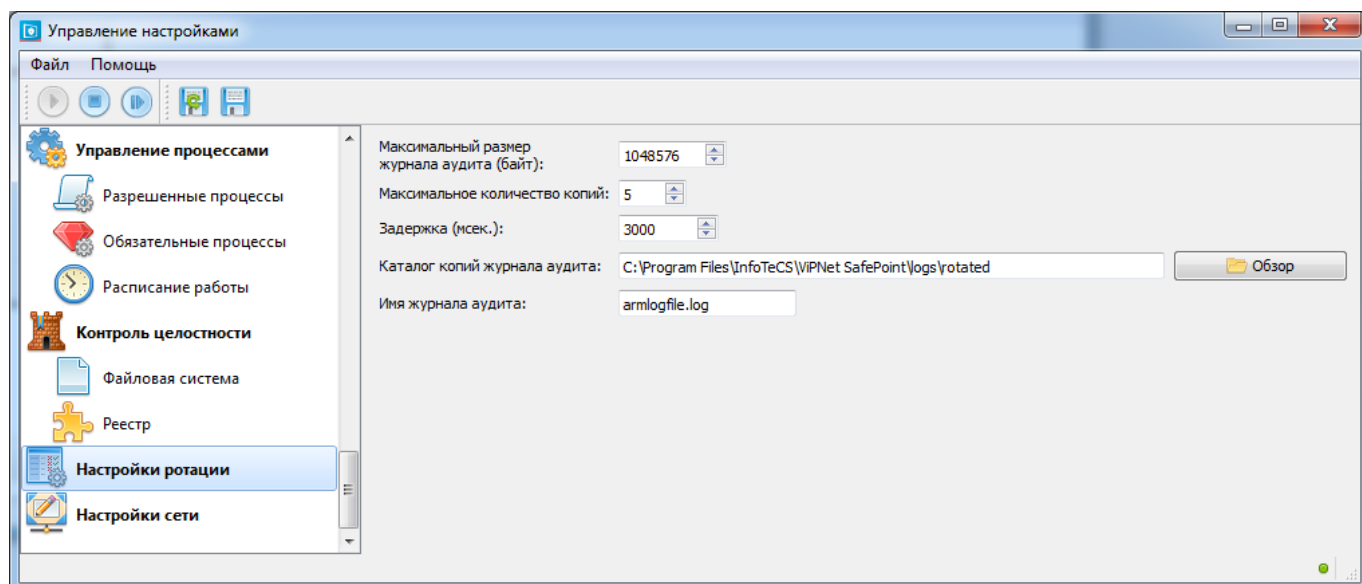 Управление настройками
Файл Помощь
Управление процессами
Разрешенные процессы
Обязательные процессы
Расписание работы
Контроль целостности
Файловая система
Реестр
Настройки ротации
Настройки сети
Максимальный размер
журнала аудита (байт): 1048576
Максимальное количество копий: 5
Задержка (мсек.): 3000
Каталог копий журнала аудита: C:\Program Files\InfoTeCS\ViPNet SafePoint\logs\rotated Обзор
Имя журнала аудита: armlogfile.log